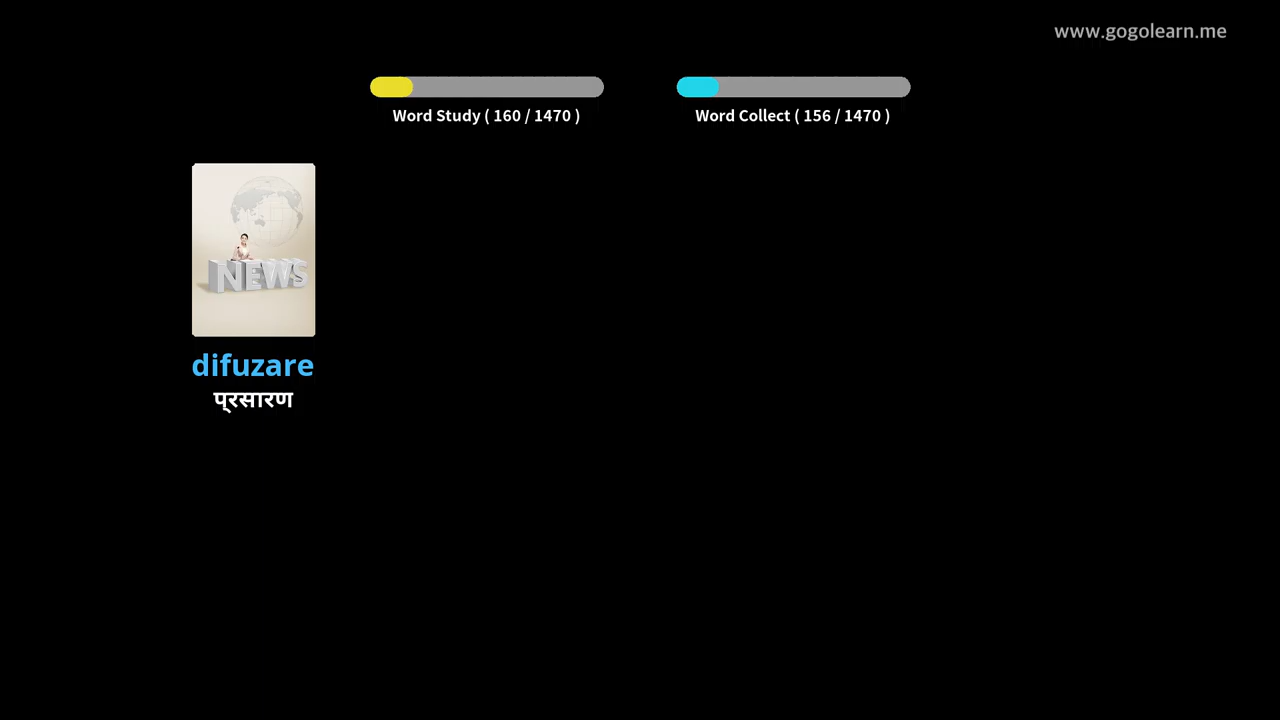 www.gogolearn.me
Word Study ( 160 / 1470 )
Word Collect ( 156 / 1470 )
NEWS
difuzare
प्रसारण